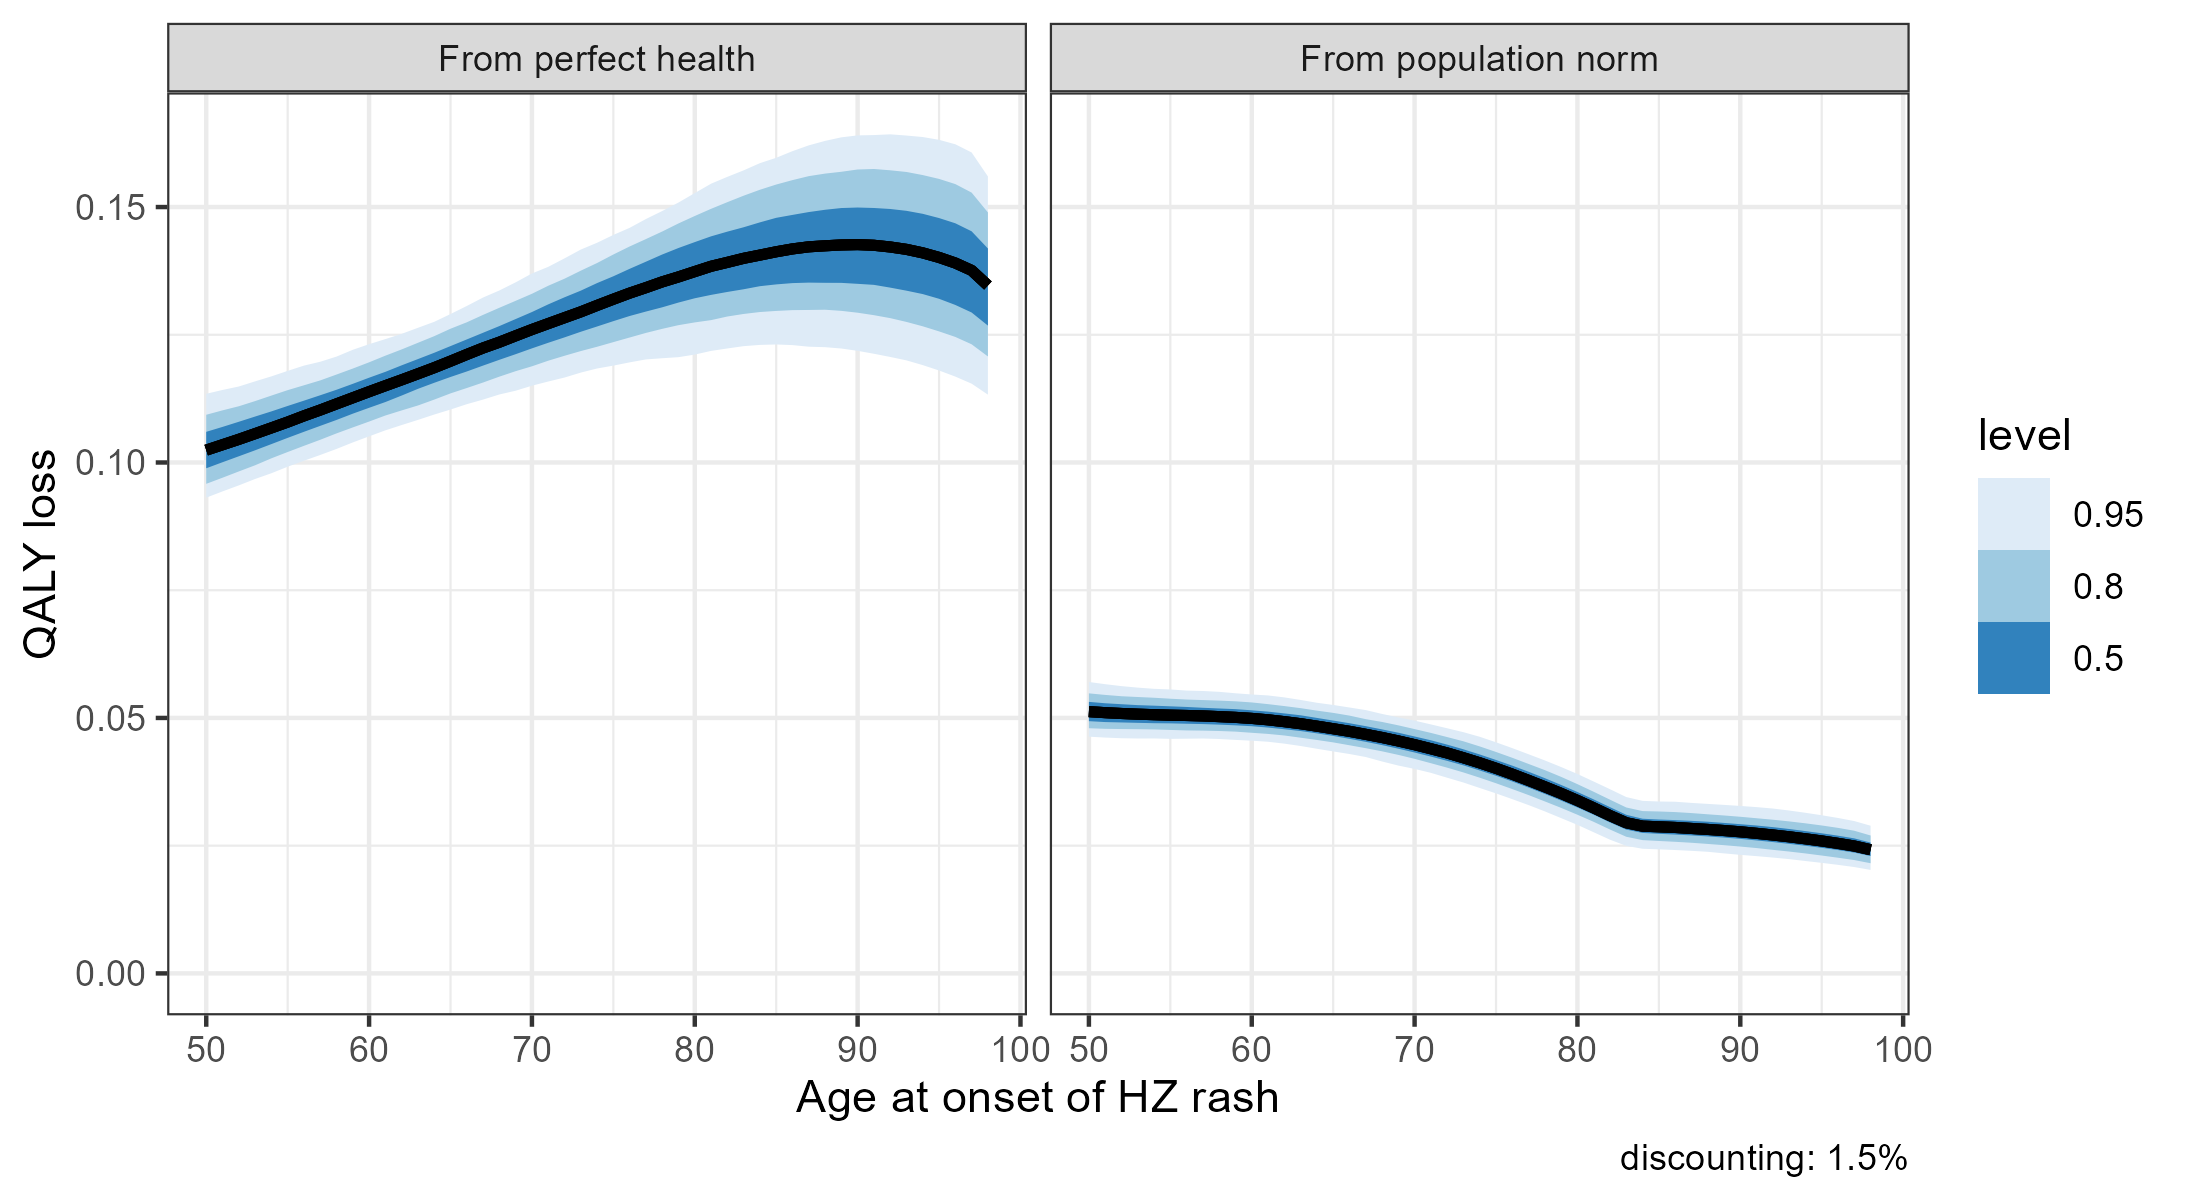 From perfect health
From population norm
QALY loss
0.15
0.10
0.05
0.00
50 60 70 80 90 100
50 60 70 80 90 100
Age at onset of HZ rash
level
0.95
0.8
0.5
discounting: 1.5%